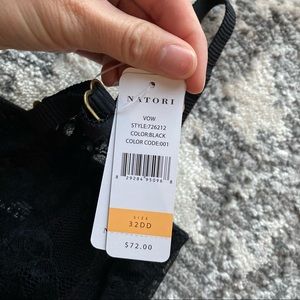 NATORI
VOW
STYLE:726212
COLOR:BLACK
COLOR CODE:001
SIZE
32DD
$72.00